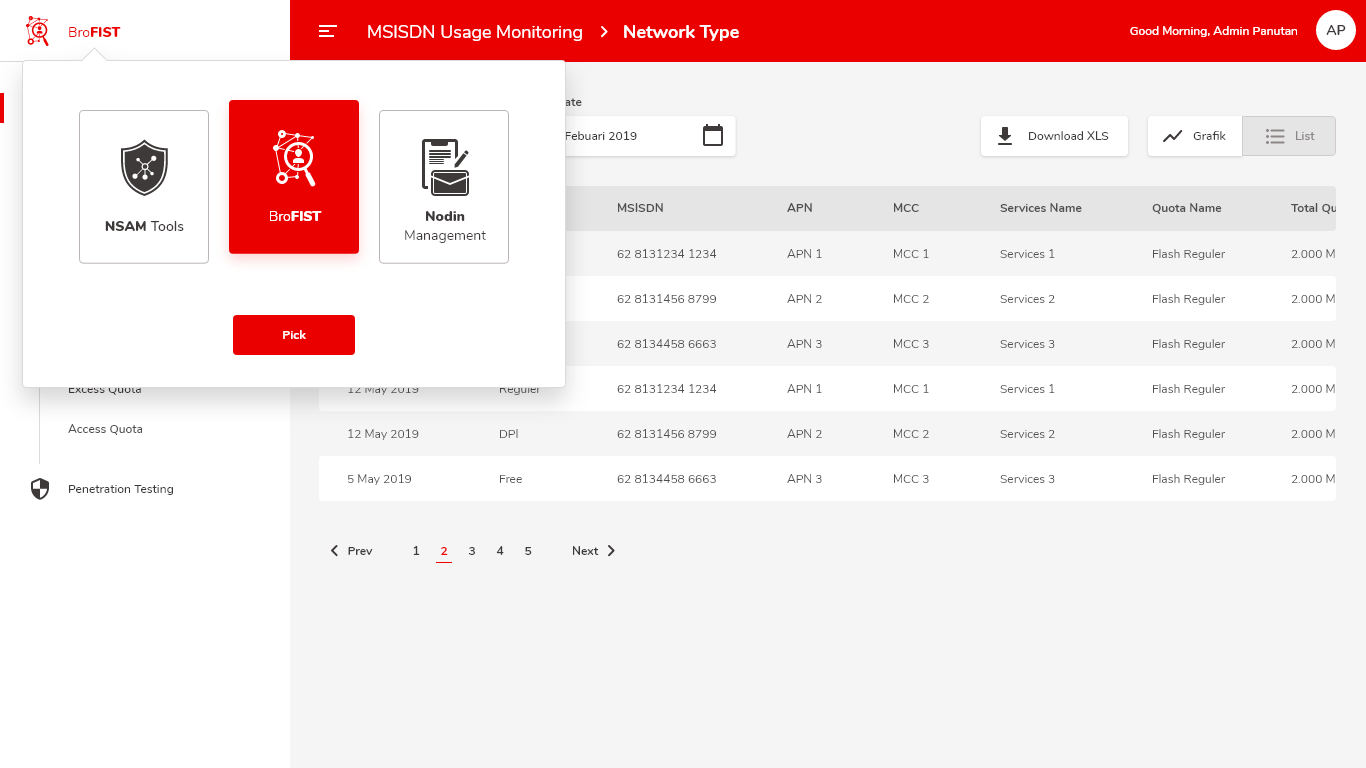 BroFIST
MSISDN Usage Monitoring
Network Type
Good Morning, Admin Panutan
AP
NSAM Tools
BroFIST
Nodin
Management
Pick
Febuari 2019
Download XLS
Grafik
List
MSISDN APN MCC Services Name Quota Name Total
62 8131234 1234 APN 1 MCC 1 Services 1 Flash Reguler 2.000
62 8131456 8799 APN 2 MCC 2 Services 2 Flash Reguler 2.000
62 8134458 6663 APN 3 MCC 3 Services 3 Flash Reguler 2.000
12 May 2019 Reguler 62 8131234 1234 APN 1 MCC 1 Services 1 Flash Reguler 2.000
12 May 2019 DPI 62 8131456 8799 APN 2 MCC 2 Services 2 Flash Reguler 2.000
5 May 2019 Free 62 8134458 6663 APN 3 MCC 3 Services 3 Flash Reguler 2.000
Excess Quota
Access Quota
Penetration Testing
Prev 1 2 3 4 5 Next